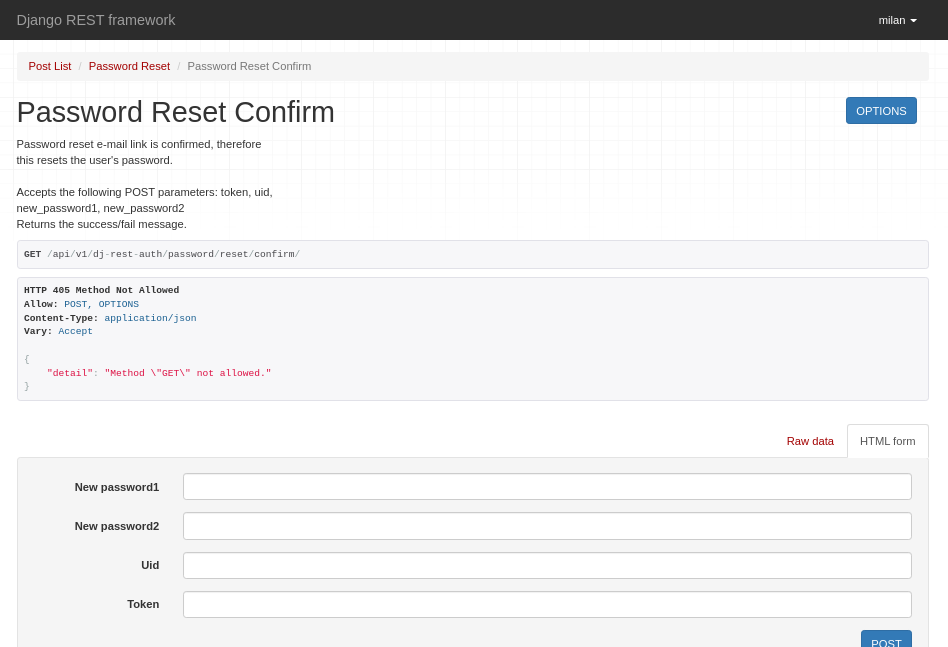 Django REST framework
milan
Post List / Password Reset / Password Reset Confirm
Password Reset Confirm
OPTIONS
Password reset e-mail link is confirmed, therefore
this resets the user's password.
Accepts the following POST parameters: token, uid,
new_password1, new_password2
Returns the success/fail message.
GET /api/v1/dj-rest-auth/password/reset/confirm/
HTTP 405 Method Not Allowed
Allow: POST, OPTIONS
Content-Type: application/json
Vary: Accept
{
    "detail": "Method \"GET\" not allowed."
}
Raw data
HTML form
New password1
New password2
Uid
Token
POST